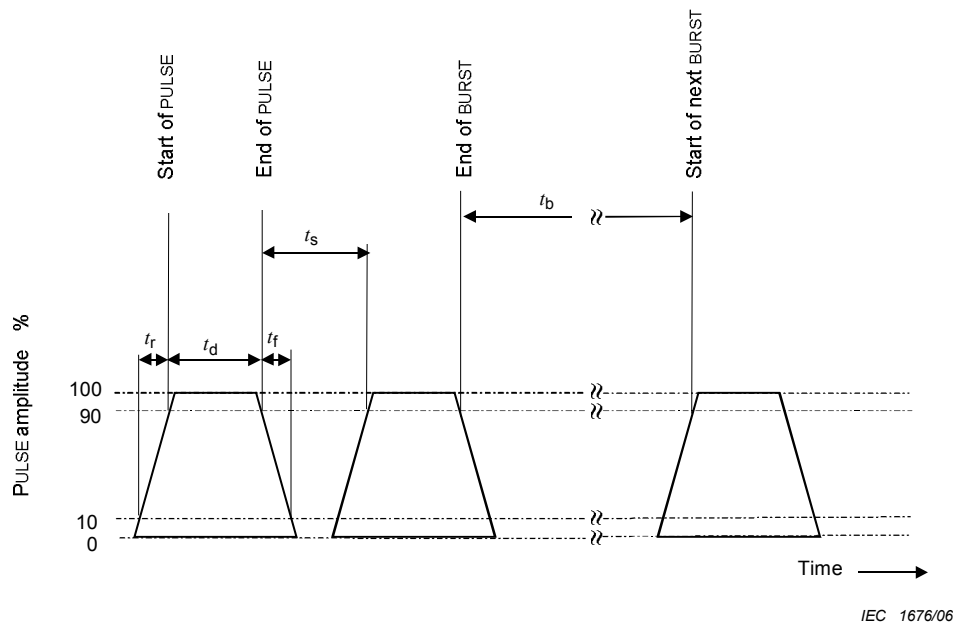 Start of PULSE
End of PULSE
End of BURST
Start of next BURST
tb
ts
tr
td
tf
PULSE amplitude %
100
90
10
0
Time
IEC 1676/06